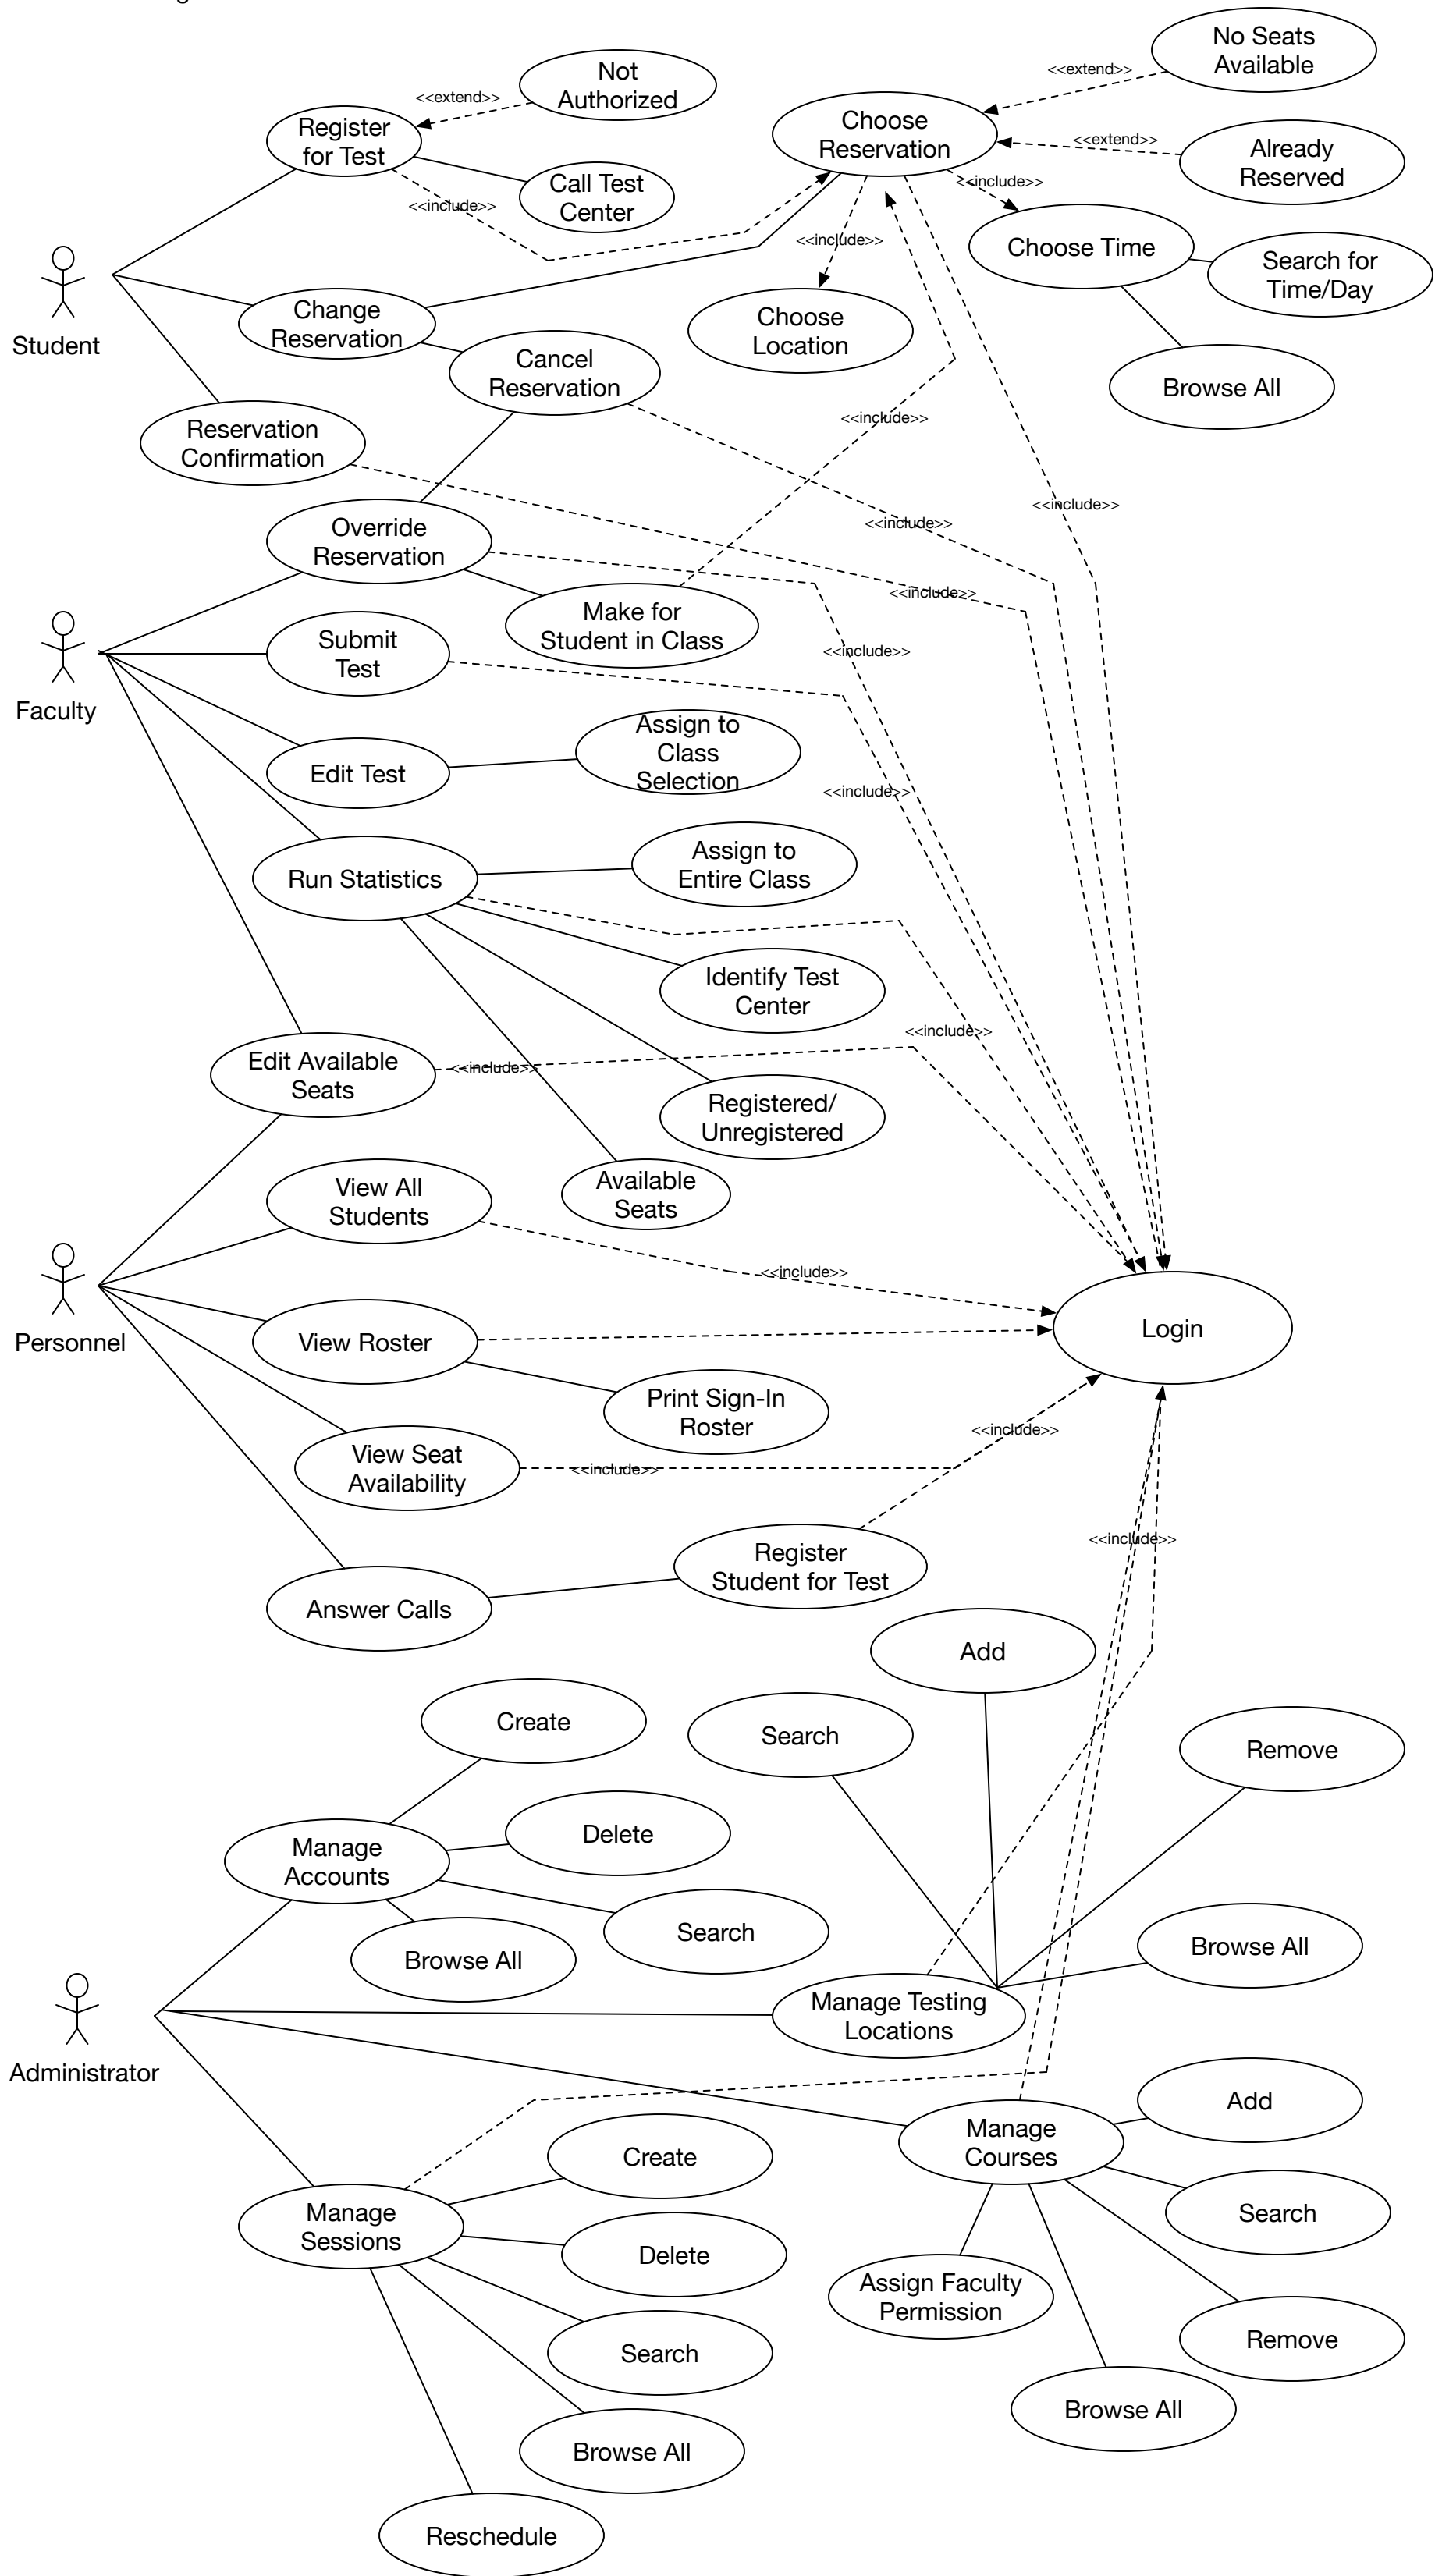 No Seats
Available
<<extend>>
Not
Authorized
<<extend>>
Choose
Reservation
Register
for Test
<<extend>>
Already
Reserved
Call Test
Center
<<include>>
<<include>>
<<include>>
Choose Time
Search for
Time/Day
Student
Change
Reservation
Choose
Location
Cancel
Reservation
Browse All
Reservation
Confirmation
<<include>>
<<include>>
<<include>>
Override
Reservation
<<include>>
Make for
Student in Class
Submit
Test
<<include>>
Faculty
Assign to
Class
Selection
Edit Test
<<include>>
Assign to
Entire Class
Run Statistics
Identify Test
Center
<<include>>
Edit Available
Seats
<<include>>
Registered/
Unregistered
View All
Students
Available
Seats
<<include>>
Personnel
View Roster
Login
Print Sign-In
Roster
<<include>>
View Seat
Availability
<<include>>
<<include>>
Register
Student for Test
Answer Calls
Add
Create
Search
Remove
Delete
Manage
Accounts
Search
Browse All
Browse All
Manage Testing
Locations
Administrator
Add
Manage
Courses
Create
Search
Manage
Sessions
Delete
Assign Faculty
Permission
Remove
Search
Browse All
Browse All
Reschedule